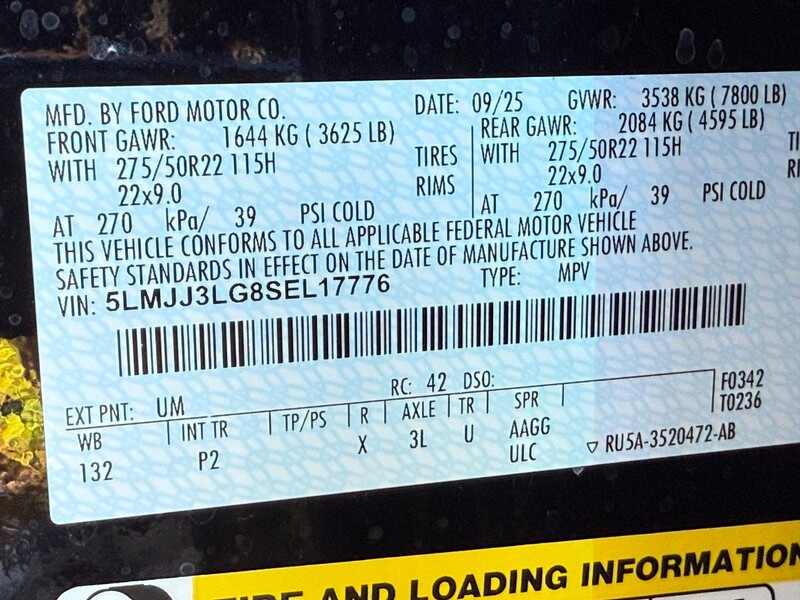 MFD. BY FORD MOTOR CO. DATE: 09/25 GVWR: 3538 KG ( 7800 LB)
FRONT GAWR: 1644 KG ( 3625 LB) REAR GAWR: 2084 KG ( 4595 LB)
WITH 275/50R22 115H TIRES WITH 275/50R22 115H
22x9.0 RIMS 22x9.0
AT 270 kPa/ 39 PSI COLD AT 270 kPa/ 39 PSI COLD
THIS VEHICLE CONFORMS TO ALL APPLICABLE FEDERAL MOTOR VEHICLE
SAFETY STANDARDS IN EFFECT ON THE DATE OF MANUFACTURE SHOWN ABOVE.
VIN: 5LMJJ3LG8SEL17776 TYPE: MPV
EXT PNT: UM RC: 42 DSO: F0342
WB INT TR TP/PS R AXLE TR SPR T0236
132 P2 X 3L U AAGG
ULC RU5A-3520472-AB
AND LOADING INFORMATION